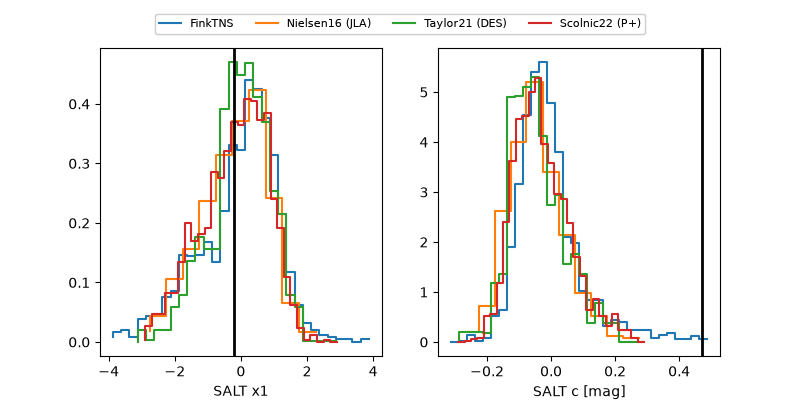 FinkTNS Nielsen16 (JLA) Taylor21 (DES) Scolnic22 (P+)
0.4
0.3
0.2
0.1
0.0
−4 −2 0 2 4
SALT x1
5
4
3
2
1
0
−0.2 0.0 0.2 0.4
SALT c [mag]